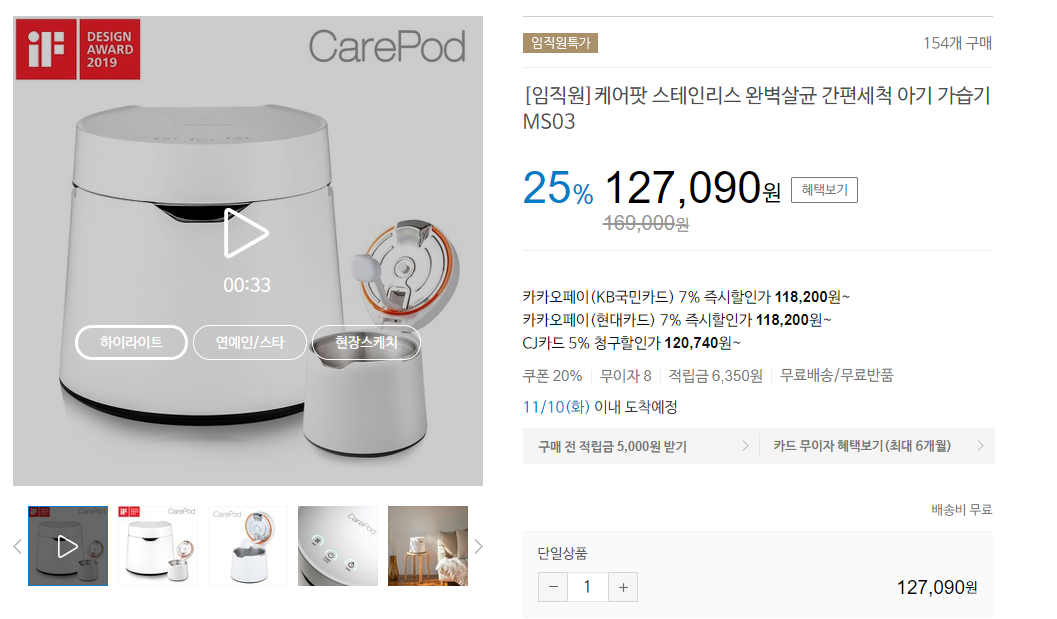 iF
DESIGN
AWARD
2019
CarePod
00:33
하이라이트
연예인/스타
현장스케치
CarePod
CarePod
CarePod
임직원특가
154개 구매
[임직원] 케어팟 스테인리스 완벽살균 간편세척 아기 가습기
MS03
25% 127,090원 혜택보기
169,000원
카카오페이(KB국민카드) 7% 즉시할인가 118,200원~
카카오페이(현대카드) 7% 즉시할인가 118,200원~
CJ카드 5% 청구할인가 120,740원~
쿠폰 20% 무이자 8 적립금 6,350원 무료배송/무료반품
11/10(화) 이내 도착예정
구매 전 적립금 5,000원 받기
카드 무이자 혜택보기(최대 6개월)
배송비 무료
단일상품
− 1 +
127,090원